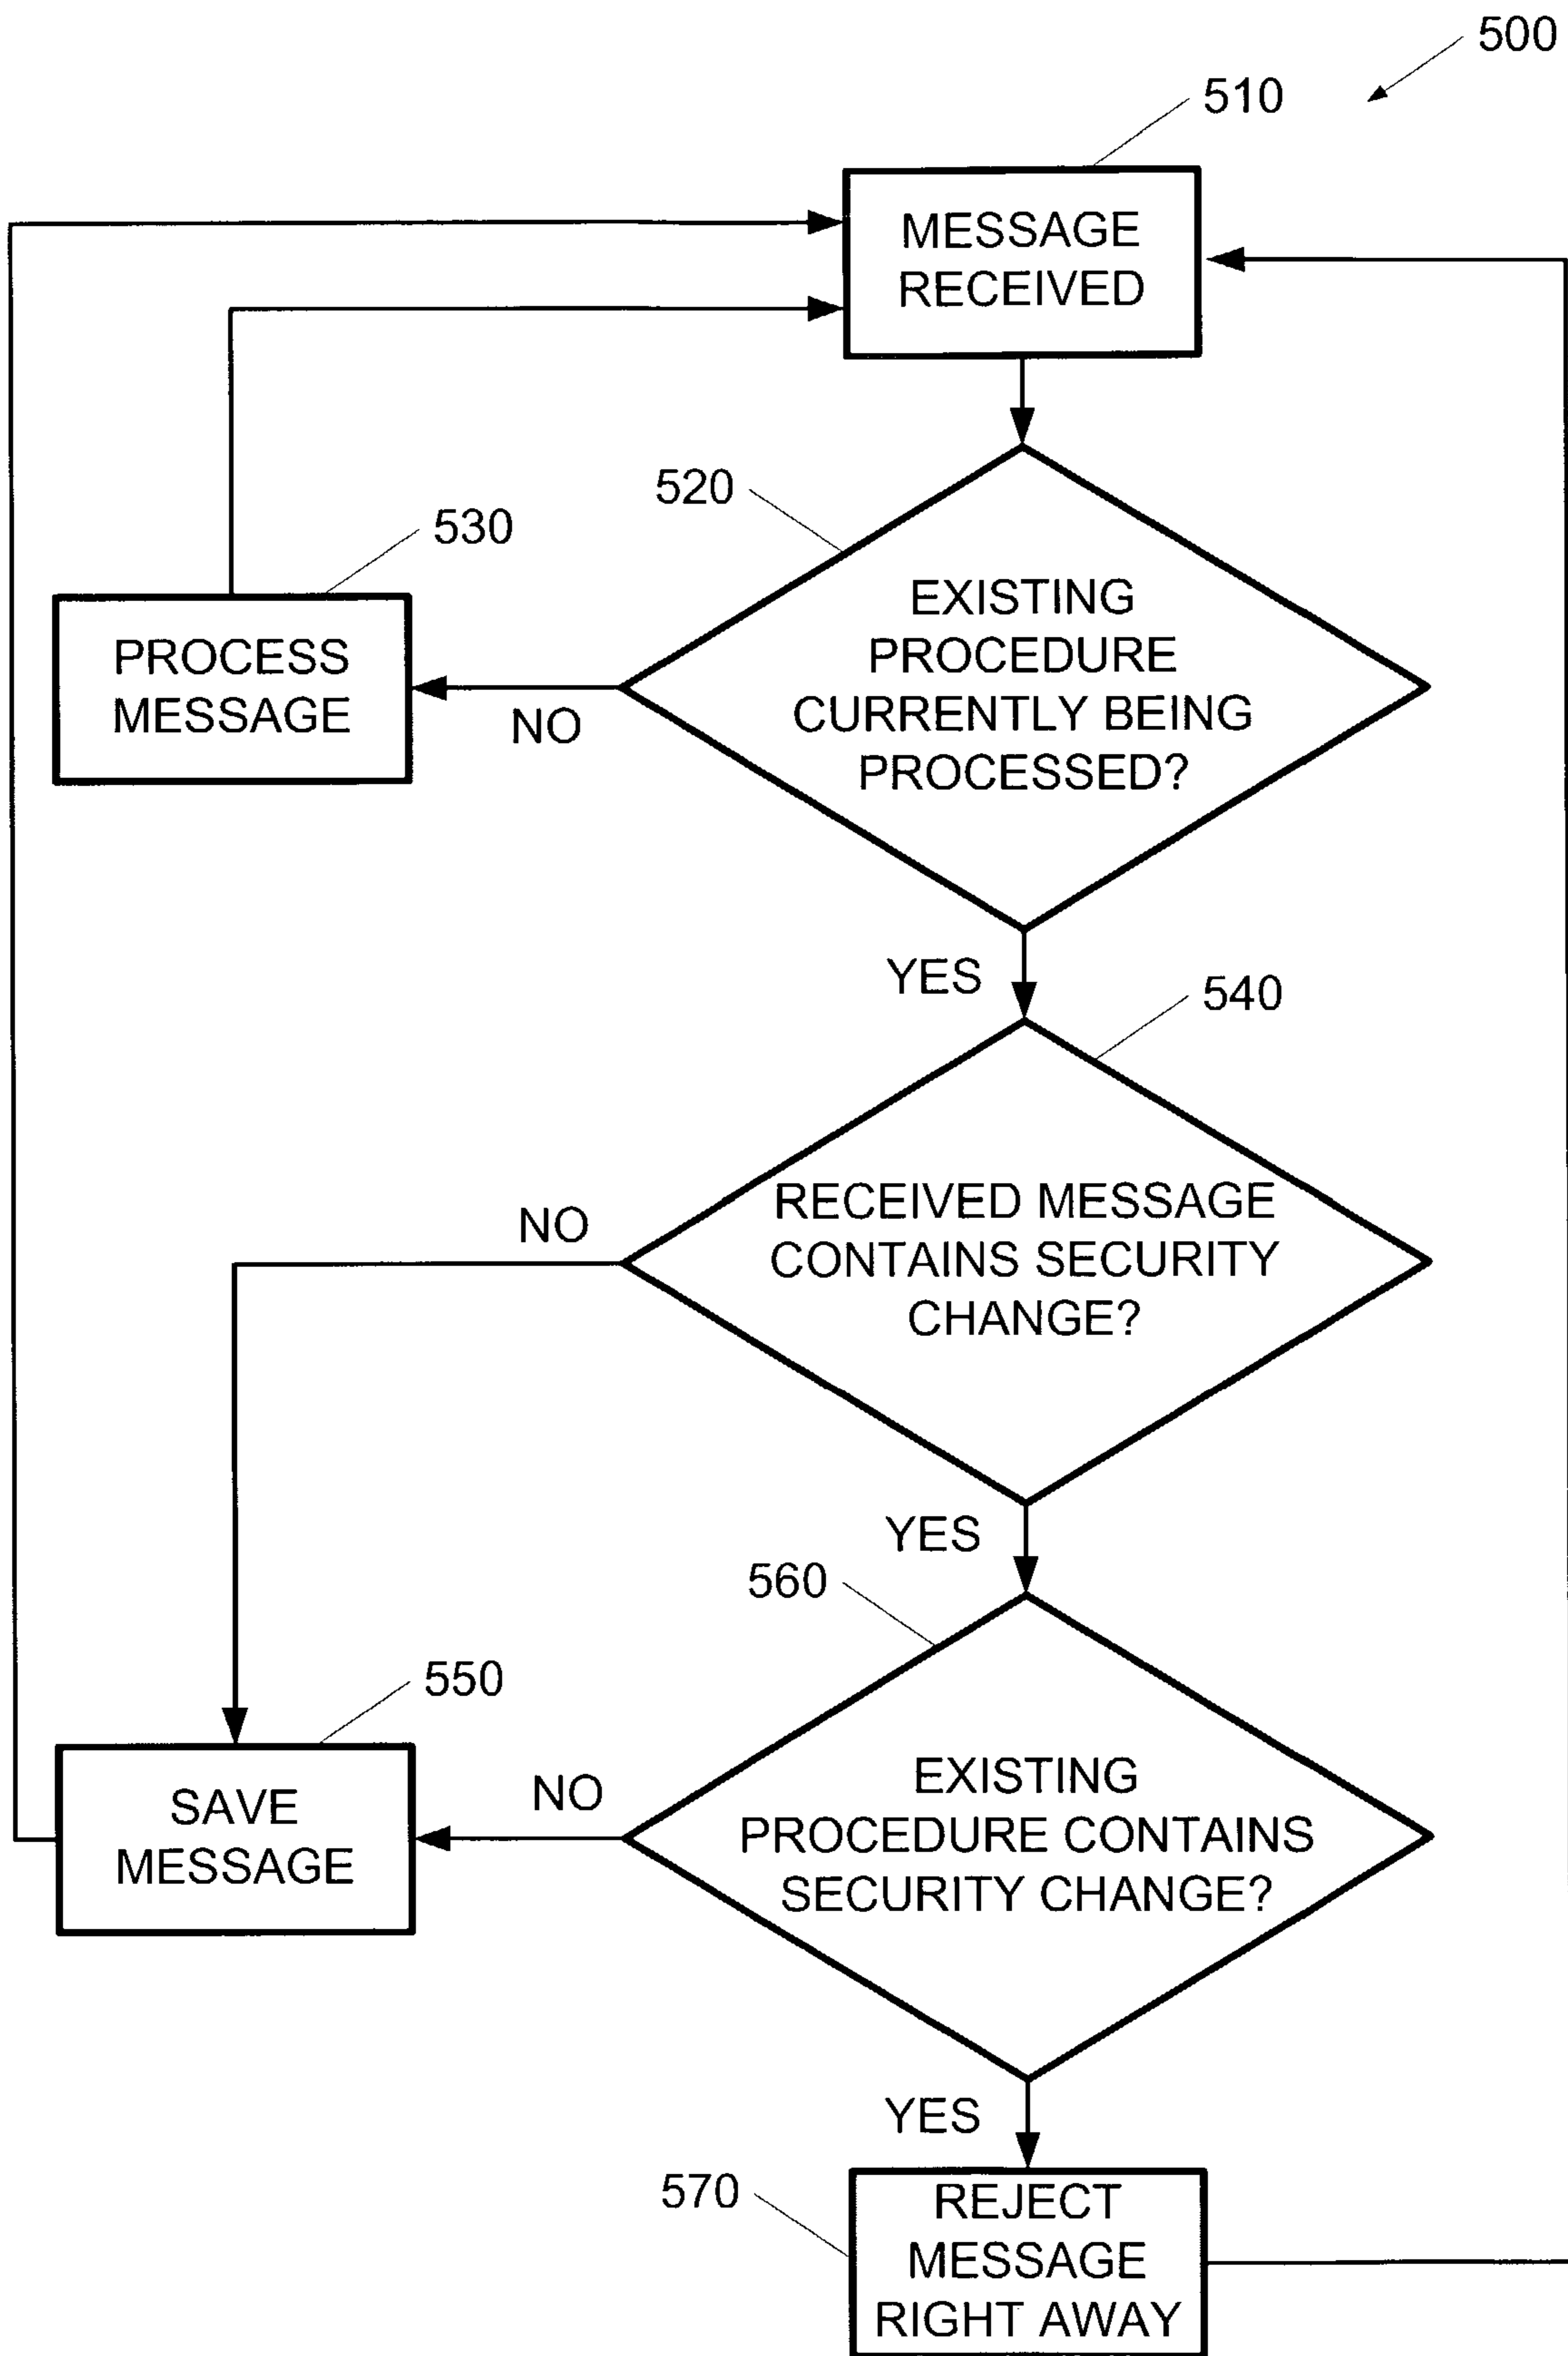 500
510
MESSAGE
RECEIVED
520
EXISTING
PROCEDURE
CURRENTLY BEING
PROCESSED?
530
PROCESS
MESSAGE
NO
YES
540
RECEIVED MESSAGE
CONTAINS SECURITY
CHANGE?
NO
YES
560
EXISTING
PROCEDURE CONTAINS
SECURITY CHANGE?
550
SAVE
MESSAGE
NO
YES
570
REJECT
MESSAGE
RIGHT AWAY